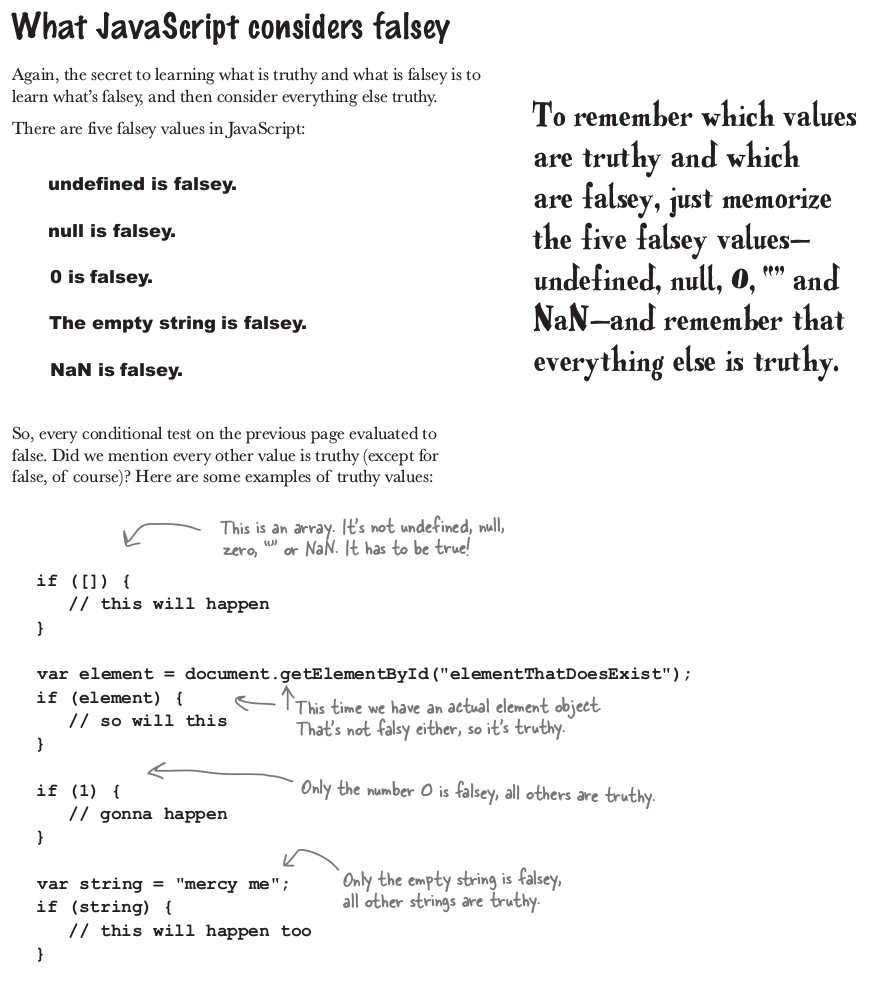 What JavaScript considers falsey
Again, the secret to learning what is truthy and what is falsey is to
learn what's falsey, and then consider everything else truthy.
There are five falsey values in JavaScript:
undefined is falsey.
null is falsey.
0 is falsey.
The empty string is falsey.
NaN is falsey.
To remember which values
are truthy and which
are falsey, just memorize
the five falsey values—
undefined, null, 0, "" and
NaN—and remember that
everything else is truthy.
So, every conditional test on the previous page evaluated to
false. Did we mention every other value is truthy (except for
false, of course)? Here are some examples of truthy values:
This is an array. It's not undefined, null,
zero, "" or NaN. It has to be true!
if ([]) {
// this will happen
}
var element = document.getElementById("elementThatDoesExist");
if (element) {
// so will this
}
This time we have an actual element object.
That's not falsy either, so it's truthy.
if (1) {
// gonna happen
}
Only the number 0 is falsey, all others are truthy.
var string = "mercy me";
if (string) {
// this will happen too
}
Only the empty string is falsey,
all other strings are truthy.